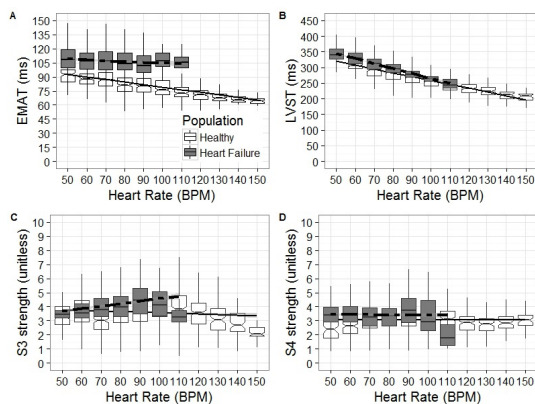 A
EMAT (ms)
150
135
120
105
90
75
60
45
30
15
0
Population
Healthy
Heart Failure
50 60 70 80 90 100 110 120 130 140 150
Heart Rate (BPM)
B
LVST (ms)
450
400
350
300
250
200
150
100
50
0
50 60 70 80 90 100 110 120 130 140 150
Heart Rate (BPM)
C
S3 strength (unitless)
10
9
8
7
6
5
4
3
2
1
0
50 60 70 80 90 100 110 120 130 140 150
Heart Rate (BPM)
D
S4 strength (unitless)
10
9
8
7
6
5
4
3
2
1
0
50 60 70 80 90 100 110 120 130 140 150
Heart Rate (BPM)